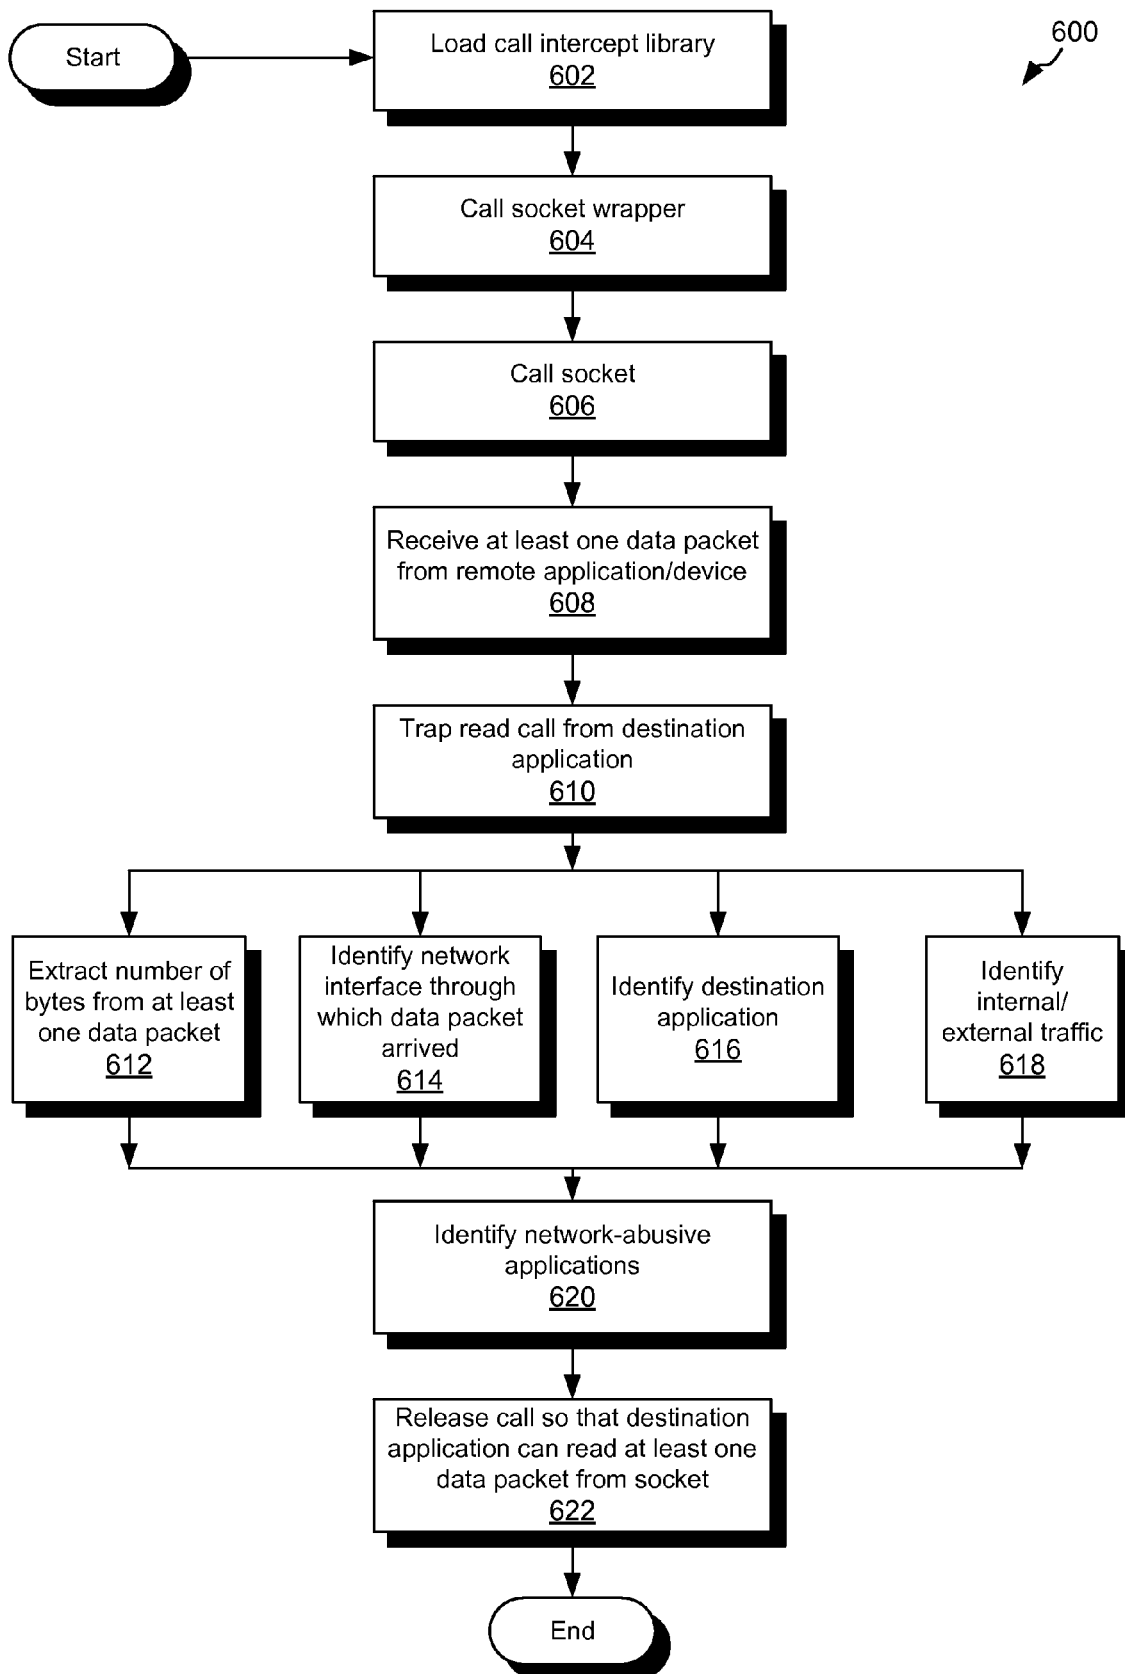 Start
Load call intercept library
602
600
Call socket wrapper
604
Call socket
606
Receive at least one data packet
from remote application/device
608
Trap read call from destination
application
610
Extract number of
bytes from at least
one data packet
612
Identify network
interface through
which data packet
arrived
614
Identify destination
application
616
Identify
internal/
external traffic
618
Identify network-abusive
applications
620
Release call so that destination
application can read at least one
data packet from socket
622
End